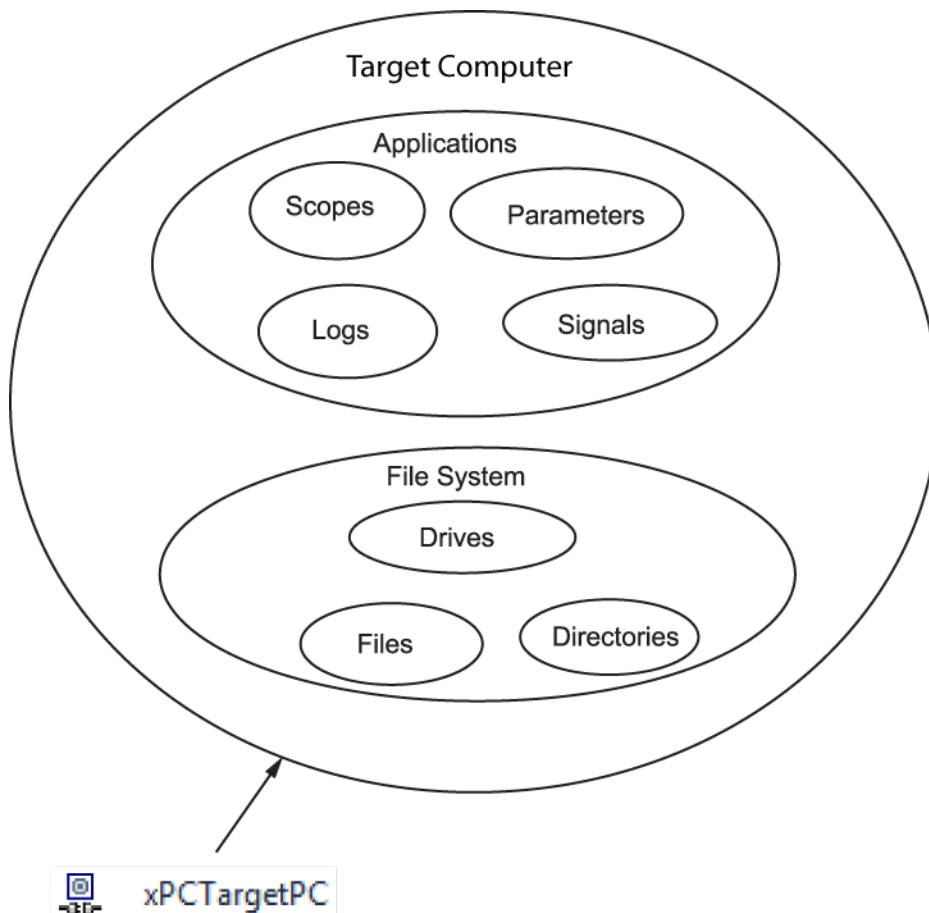 Target Computer
Applications
Scopes
Parameters
Logs
Signals
File System
Drives
Files
Directories
xPCTargetPC